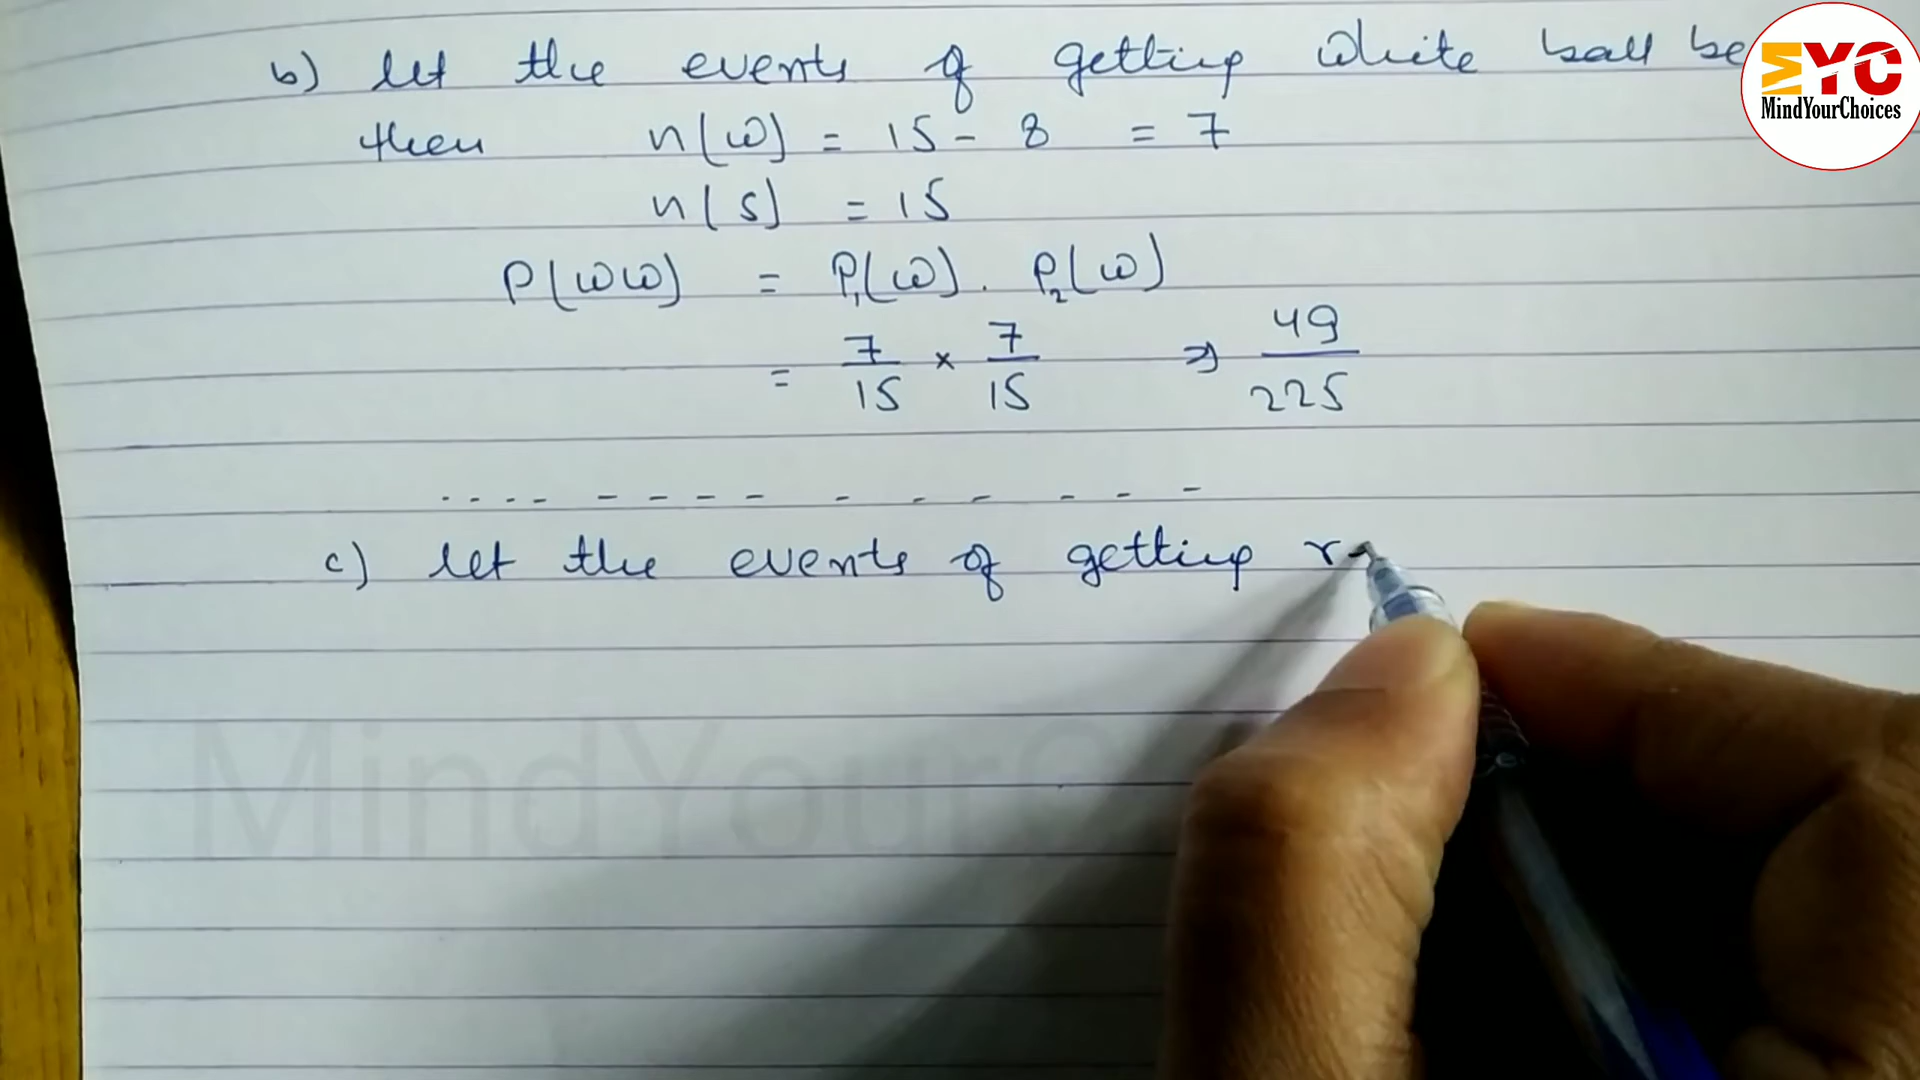 b) let the events of getting white ball be
MYC
MindYourChoices
then n(w) = 15 - 8 = 7
n(s) = 15
P(ww) = P₁(w) . P₂(w)
= 7/15 × 7/15 ⇒ 49/225
c) let the events of getting r
MindYourC